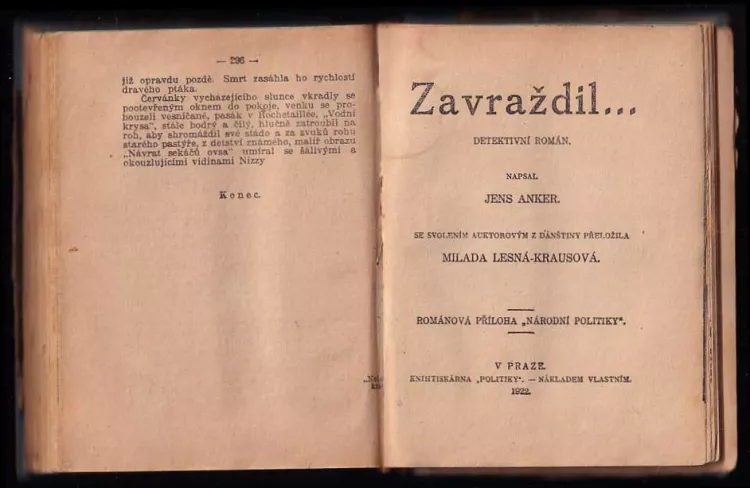 — 296 —
již opravdu pozdě. Smrt zasáhla ho rychlostí
dravého ptáka.
Červánky vycházejícího slunce vkradly se
pootevřeným oknem do pokoje, venku se pro-
bouzeli vesničané, pasák v Rochetaillée, „Vodní
krysa“, stále bodrý a čilý, hlučně zatroubil na
roh, aby shromáždil své stádo a za zvuků rohu
starého pastýře, z dětství známého, malíř obrazu
„Návrat sekáčů ovsa“ umíral se šálivými a
okouzlujícími vidinami Nizzy
Konec.
Zavraždil...
DETEKTIVNÍ ROMÁN.
NAPSAL
JENS ANKER.
SE SVOLENÍM AUKTOROVÝM Z DÁNŠTINY PŘELOŽILA
MILADA LESNÁ-KRAUSOVÁ.
ROMÁNOVÁ PŘÍLOHA „NÁRODNÍ POLITIKY“.
V PRAZE.
KNIHTISKÁRNA „POLITIKY“. — NÁKLADEM VLASTNÍM.
1922.